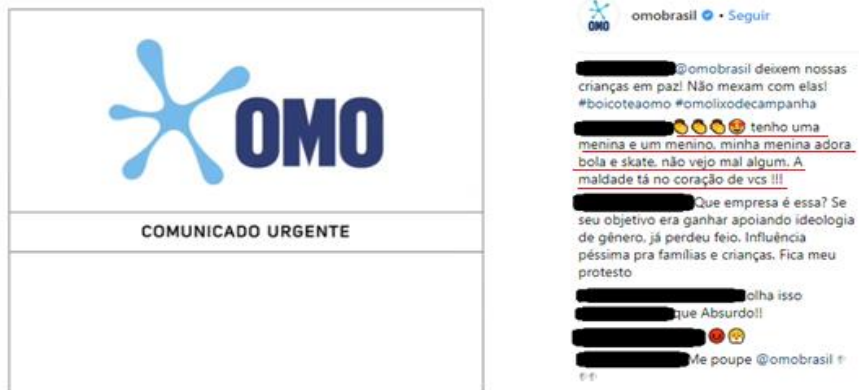 OMO
COMUNICADO URGENTE
OMO
omobrasil • Seguir
@omobrasil deixem nossas
crianças em paz! Não mexam com elas!
#boicoteaomo #omolixodecampanha
tenho uma
menina e um menino, minha menina adora
bola e skate, não vejo mal algum. A
maldade tá no coração de vcs !!!
Que empresa é essa? Se
seu objetivo era ganhar apoiando ideologia
de gênero, já perdeu feio. Influência
péssima pra famílias e crianças. Fica meu
protesto
olha isso
que Absurdo!!
Me poupe @omobrasil